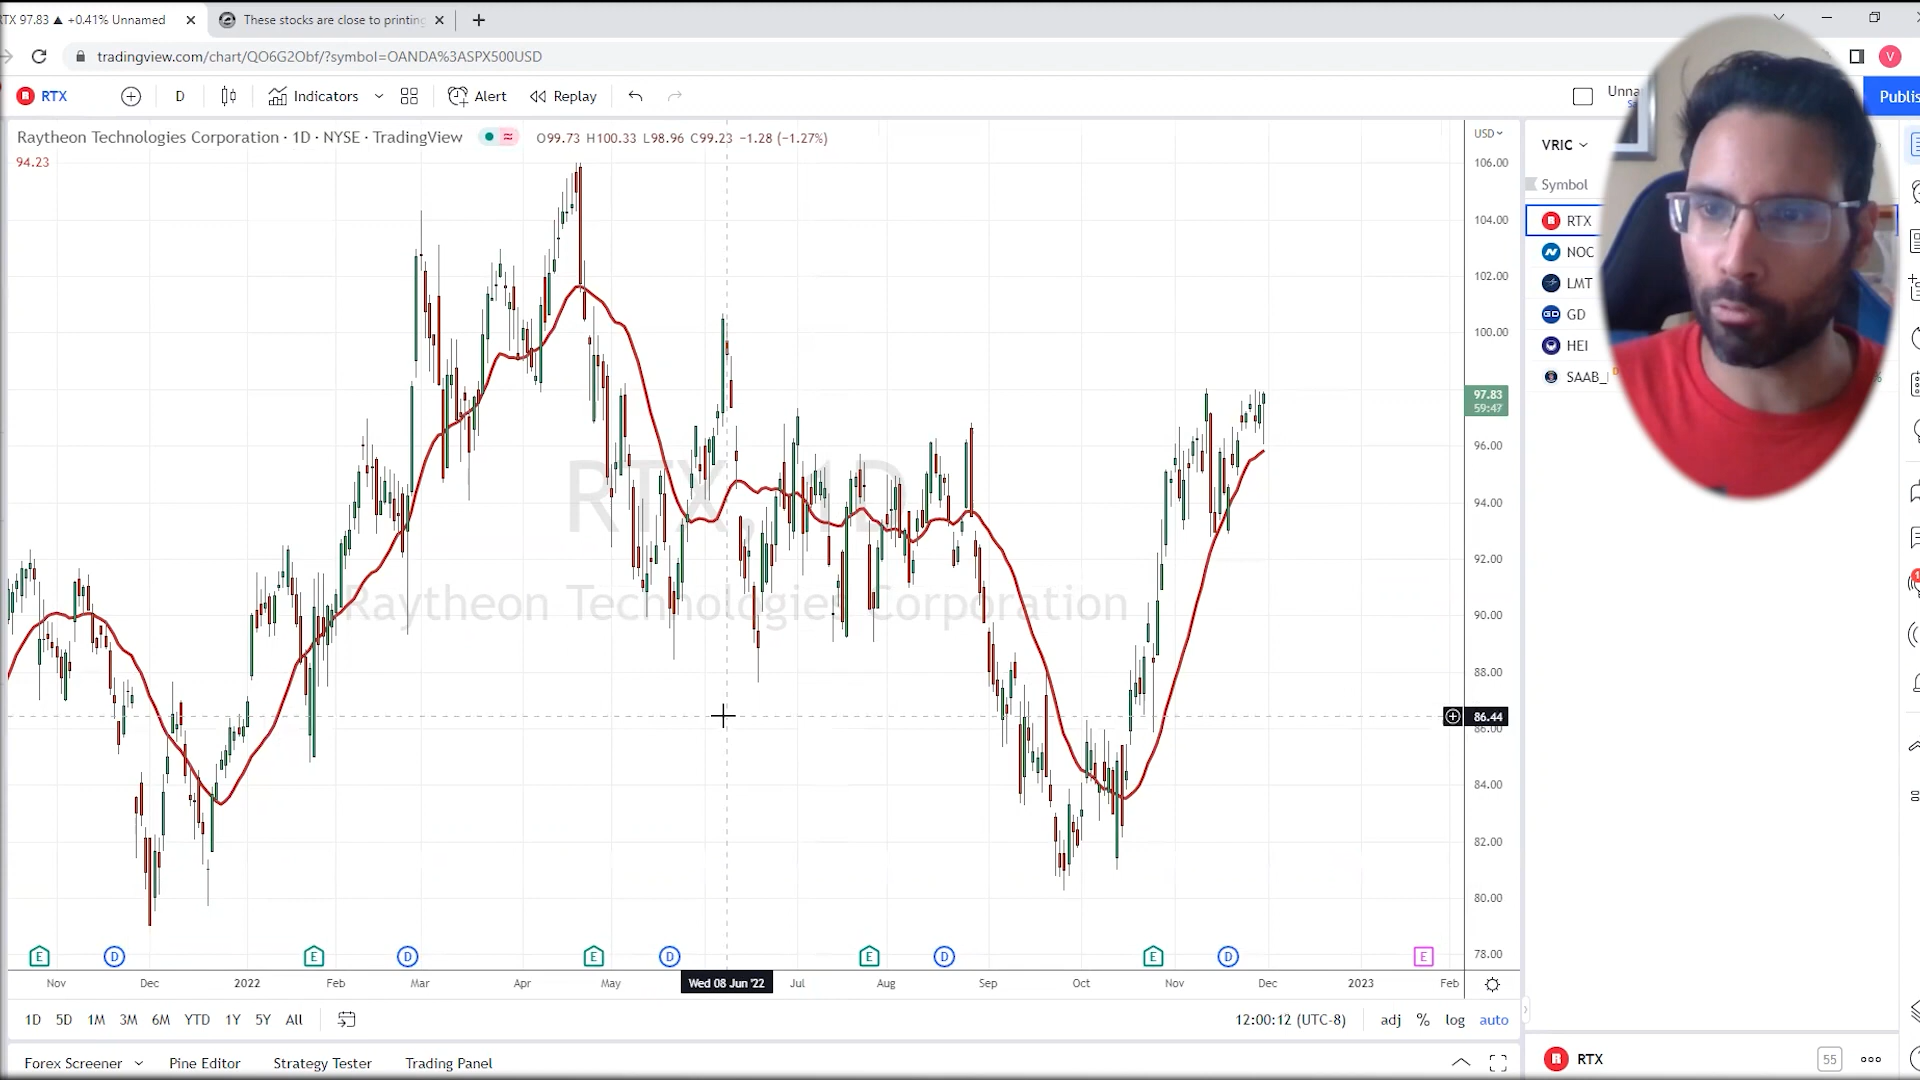 RTX 97.83 ▲ +0.41% Unnamed
These stocks are close to printing
tradingview.com/chart/QO6G2Obf/?symbol=OANDA%3ASPX500USD
V
RTX D Indicators Alert Replay
Publis
Raytheon Technologies Corporation · 1D · NYSE · TradingView O99.73 H100.33 L98.96 C99.23 −1.28 (−1.27%)
94.23
USD
106.00
104.00
102.00
100.00
97.83
59:47
96.00
94.00
92.00
90.00
88.00
86.44
86.00
84.00
82.00
80.00
78.00
RTX, 1D
Raytheon Technologies Corporation
VRIC
Symbol
RTX
NOC
LMT
GD
HEI
SAAB_
E D E D E D E D E D E
Nov Dec 2022 Feb Mar Apr May Wed 08 Jun '22 Jul Aug Sep Oct Nov Dec 2023 Feb
1D 5D 1M 3M 6M YTD 1Y 5Y All
12:00:12 (UTC-8) adj % log auto
Forex Screener Pine Editor Strategy Tester Trading Panel
RTX 55